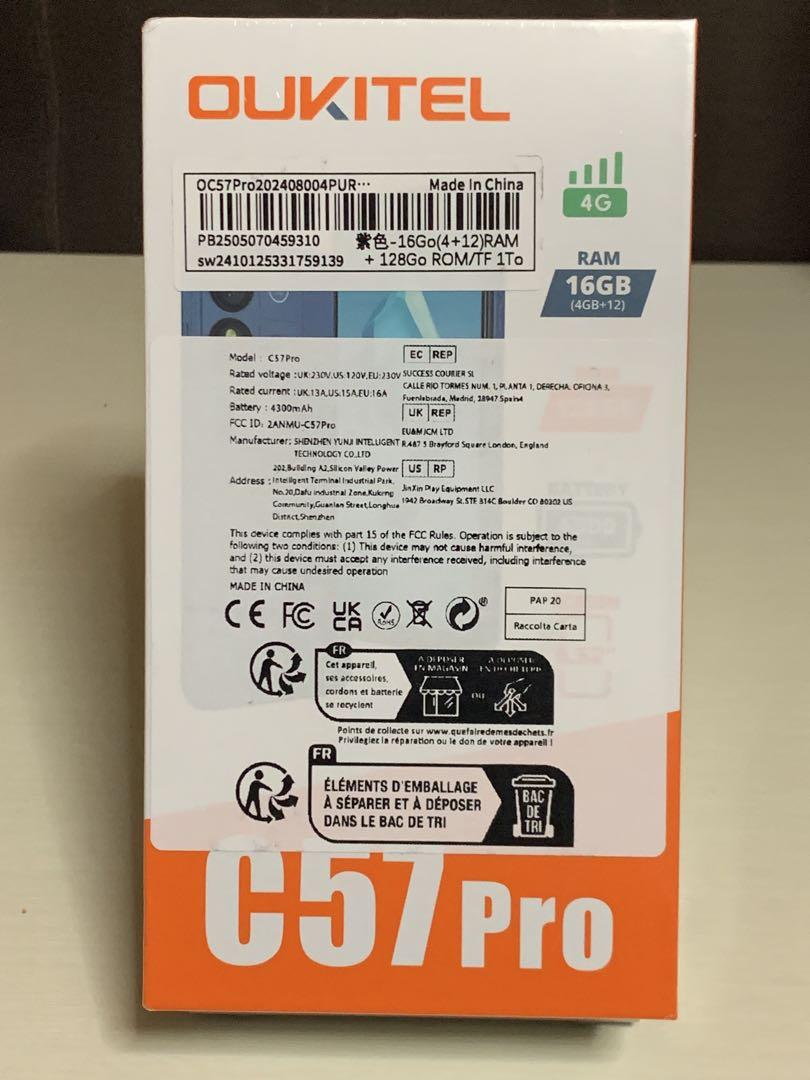 OUKITEL
OC57Pro202408004PUR… Made In China
PB2505070459310 紫色-16Go(4+12)RAM
sw2410125331759139 + 128Go ROM/TF 1To
4G
RAM
16GB
(4GB+12)
Model : C57Pro
Rated voltage :UK:230V,US:120V,EU:230V
Rated current :UK:13A,US:15A,EU:16A
Battery : 4300mAh
FCC ID: 2ANMU-C57Pro
Manufacturer: SHENZHEN YUNJI INTELLIGENT
TECHNOLOGY CO.,LTD
202,Building A2,Silicon Valley Power
Address : Intelligent Terminal Industrial Park,
No.20,Dafu industrial Zone,Kukeng
Community,Guanlan Street,Longhua
District,Shenzhen
EC REP
SUCCESS COURIER SL
CALLE RIO TORMES NUM. 1, PLANTA 1, DERECHA, OFICINA 3,
Fuenlabrada, Madrid, 28947 Spain4
UK REP
EU&MJCM LTD
R.487 5 Brayford Square London, England
US RP
JinXin Play Equipment LLC
1942 Broadway St.STE 314C Boulder CO 80302 US
This device complies with part 15 of the FCC Rules. Operation is subject to the
following two conditions: (1) This device may not cause harmful interference,
and (2) this device must accept any interference received, including interference
that may cause undesired operation
MADE IN CHINA
CE FC UK CA RoHS
PAP 20
Raccolta Carta
FR
Cet appareil,
ses accessoires,
cordons et batterie
se recyclent
À DÉPOSER
EN MAGASIN
OU
À DÉPOSER
EN DÉCHÈTERIE
Points de collecte sur www.quefairedemesdechets.fr
Privilegiez la réparation ou le don de votre appareil !
FR
ÉLÉMENTS D'EMBALLAGE
À SÉPARER ET À DÉPOSER
DANS LE BAC DE TRI
BAC
DE
TRI
C57 Pro